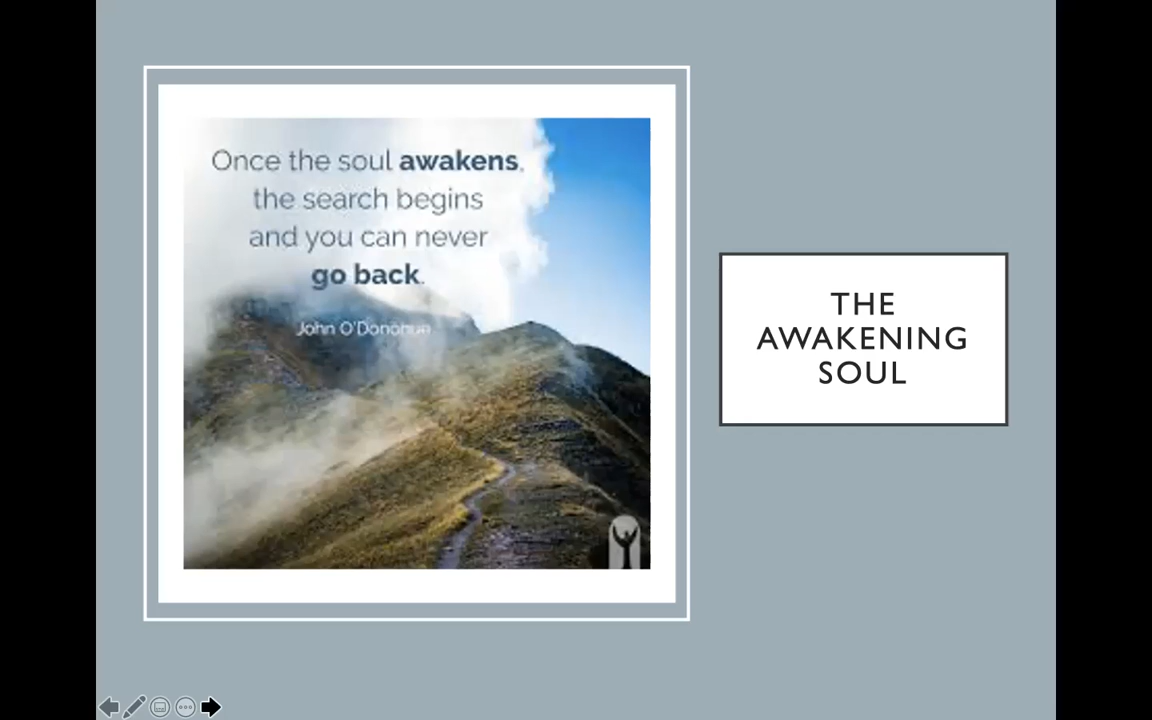 Once the soul awakens,
the search begins
and you can never
go back.
John O'Donohue
THE
AWAKENING
SOUL